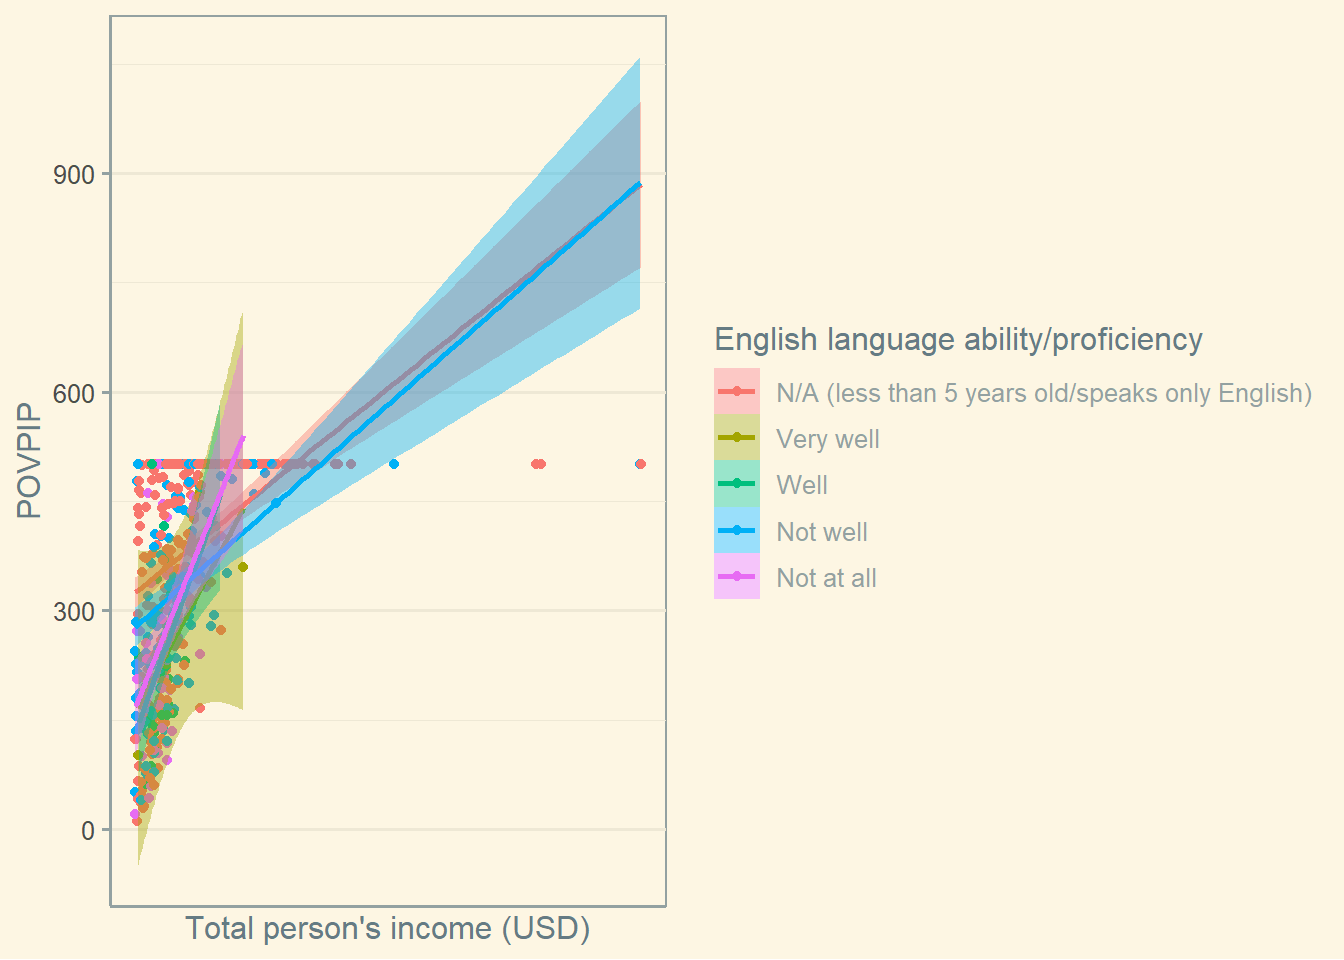 900
600
300
0
POVPIP
Total person's income (USD)
English language ability/proficiency
N/A (less than 5 years old/speaks only English)
Very well
Well
Not well
Not at all